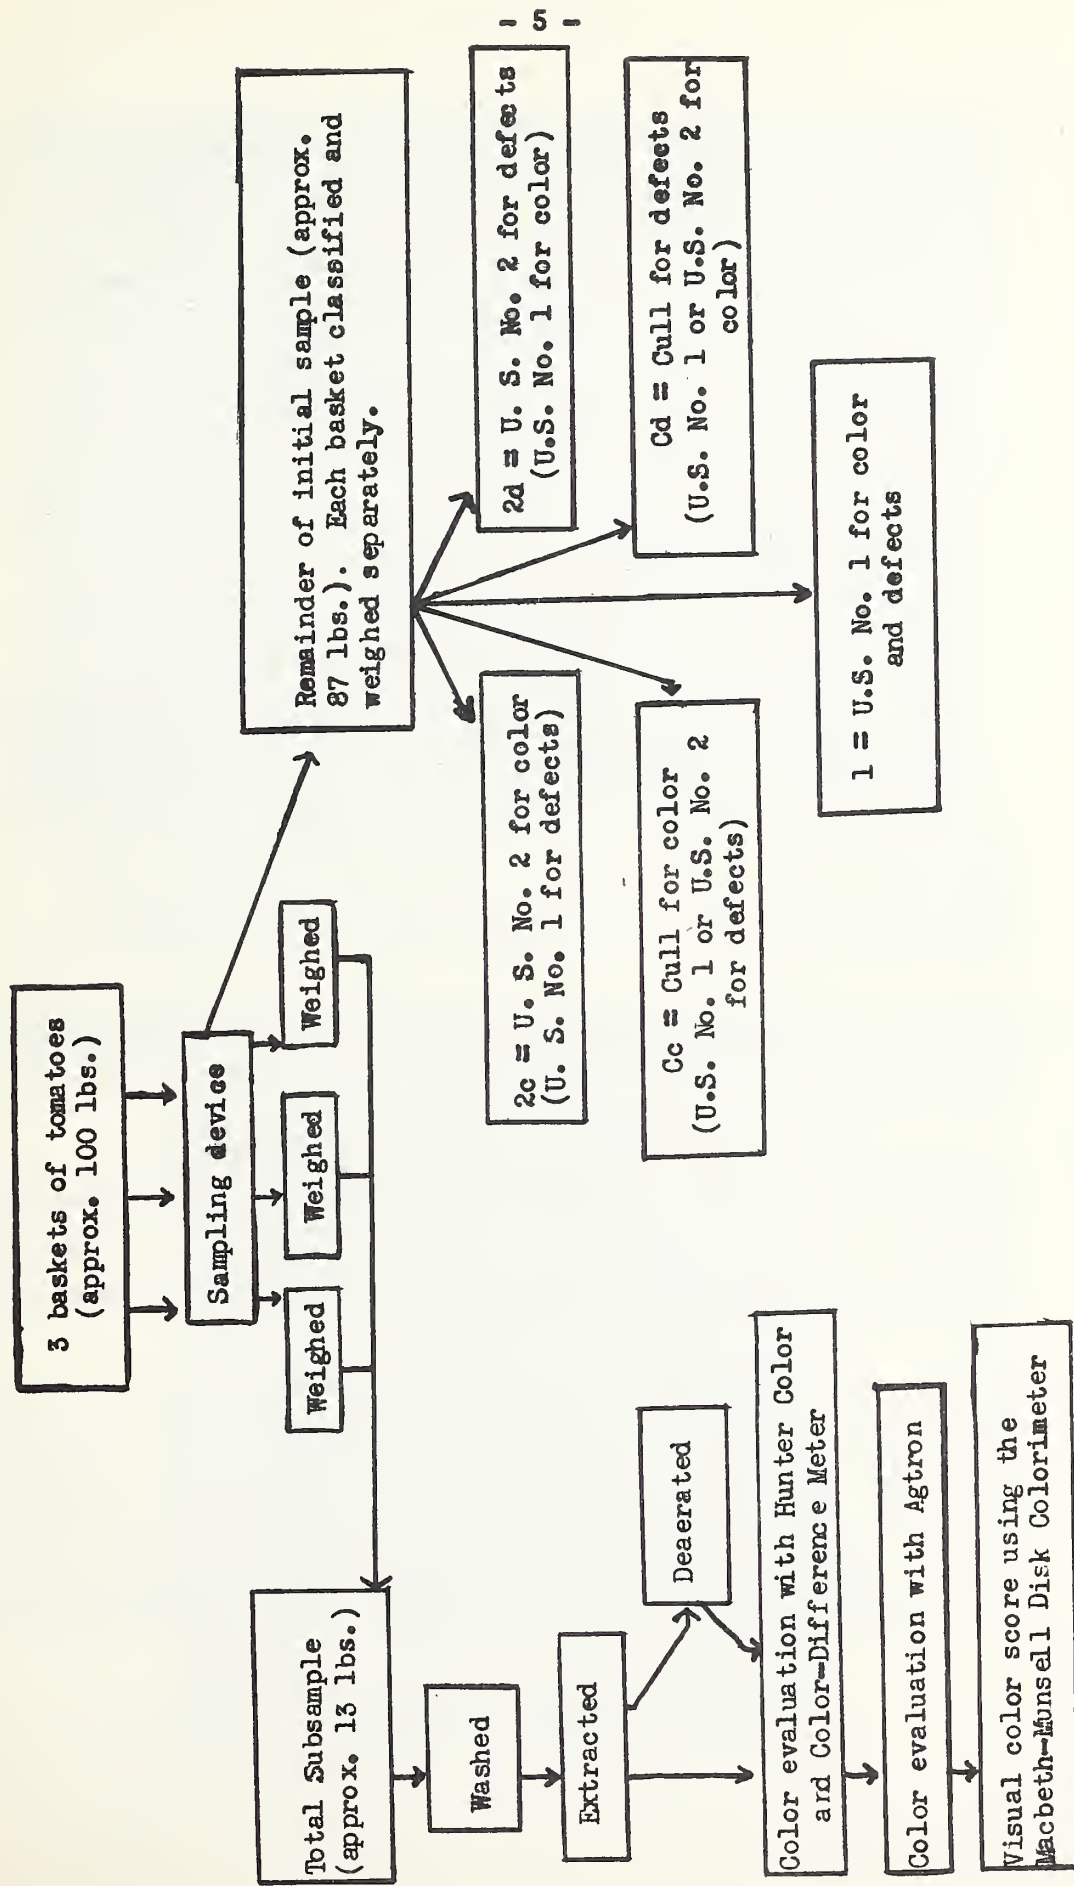 - 5 -
3 baskets of tomatoes
(approx. 100 lbs.)
Sampling device
Weighed
Weighed
Weighed
Total Subsample
(approx. 13 lbs.)
Washed
Extracted
Deaerated
Color evaluation with Hunter Color
and Color-Difference Meter
Color evaluation with Agtron
Visual color score using the
Macbeth-Munsell Disk Colorimeter
Remainder of initial sample (approx.
87 lbs.). Each basket classified and
weighed separately.
2c = U. S. No. 2 for color
(U. S. No. 1 for defects)
2d = U. S. No. 2 for defects
(U.S. No. 1 for color)
Cc = Cull for color
(U.S. No. 1 or U.S. No. 2
for defects)
Cd = Cull for defects
(U.S. No. 1 or U.S. No. 2 for
color)
1 = U.S. No. 1 for color
and defects